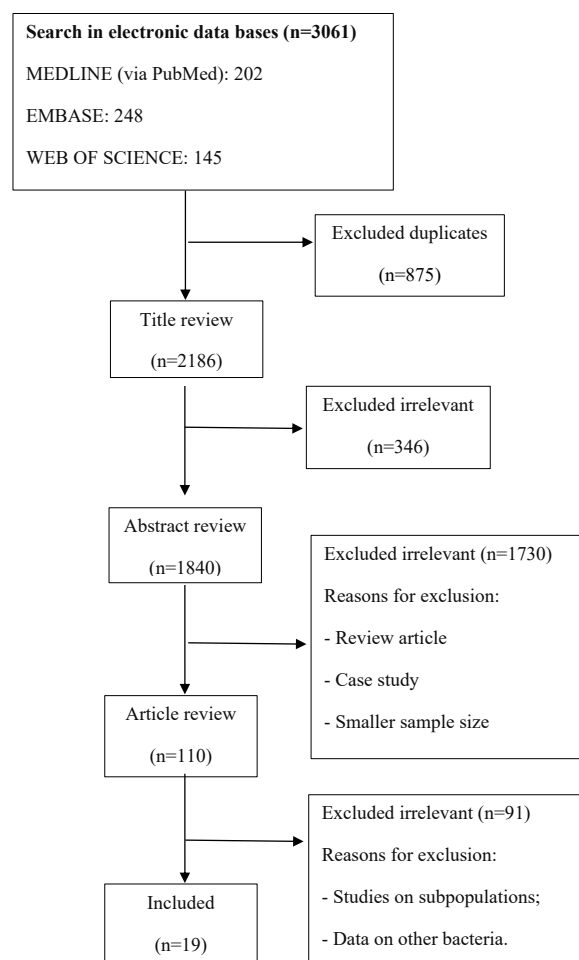 Search in electronic data bases (n=3061)
MEDLINE (via PubMed): 202
EMBASE: 248
WEB OF SCIENCE: 145
Excluded duplicates
(n=875)
Title review
(n=2186)
Excluded irrelevant
(n=346)
Abstract review
(n=1840)
Excluded irrelevant (n=1730)
Reasons for exclusion:
- Review article
- Case study
- Smaller sample size
Article review
(n=110)
Excluded irrelevant (n=91)
Reasons for exclusion:
- Studies on subpopulations;
- Data on other bacteria.
Included
(n=19)